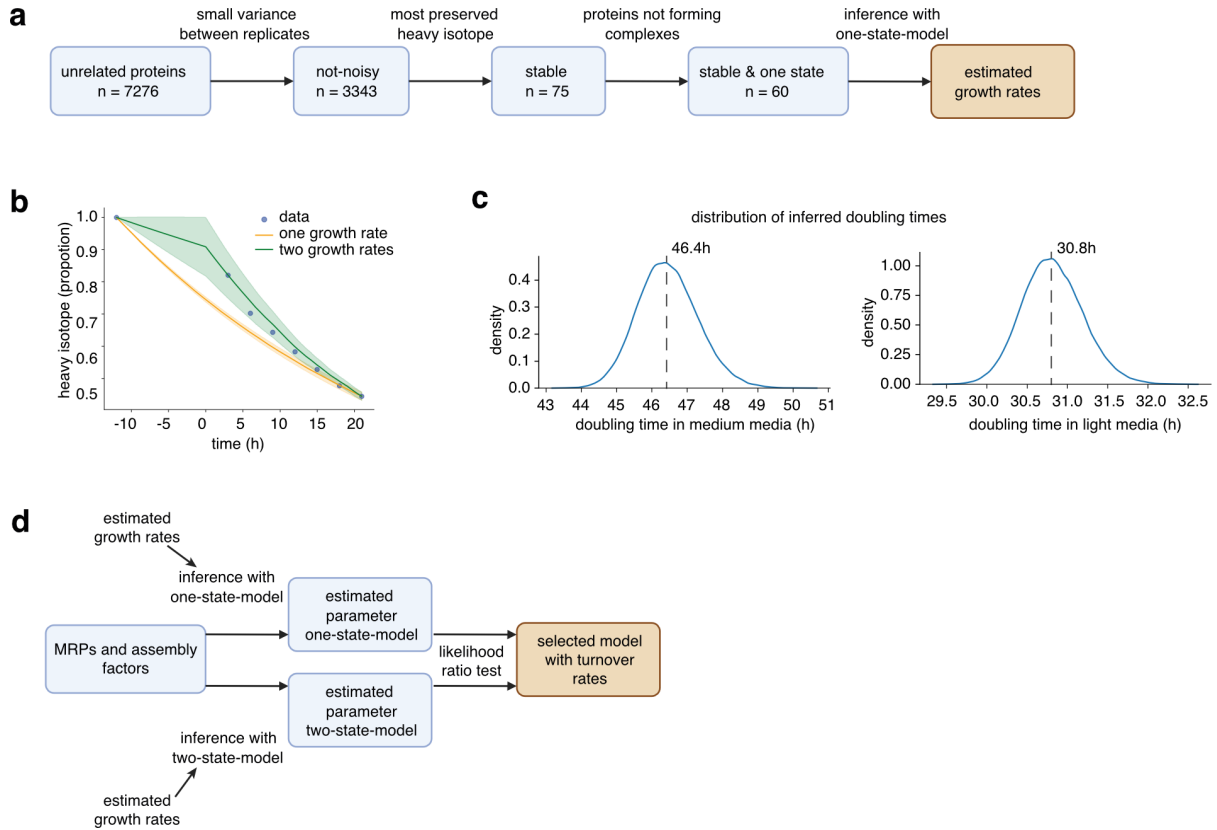 a
small variance
between replicates
most preserved
heavy isotope
proteins not forming
complexes
inference with
one-state-model
unrelated proteins
n = 7276
not-noisy
n = 3343
stable
n = 75
stable & one state
n = 60
estimated
growth rates
b
heavy isotope (propotion)
1.0
0.9
0.8
0.7
0.6
0.5
data
one growth rate
two growth rates
-10 -5 0 5 10 15 20
time (h)
c
distribution of inferred doubling times
46.4h
density
0.4
0.3
0.2
0.1
0.0
43 44 45 46 47 48 49 50 51
doubling time in medium media (h)
30.8h
density
1.00
0.75
0.50
0.25
0.00
29.5 30.0 30.5 31.0 31.5 32.0 32.5
doubling time in light media (h)
d
estimated
growth rates
inference with
one-state-model
MRPs and assembly
factors
estimated
parameter
one-state-model
likelihood
ratio test
selected model
with turnover
rates
estimated
parameter
two-state-model
inference with
two-state-model
estimated
growth rates